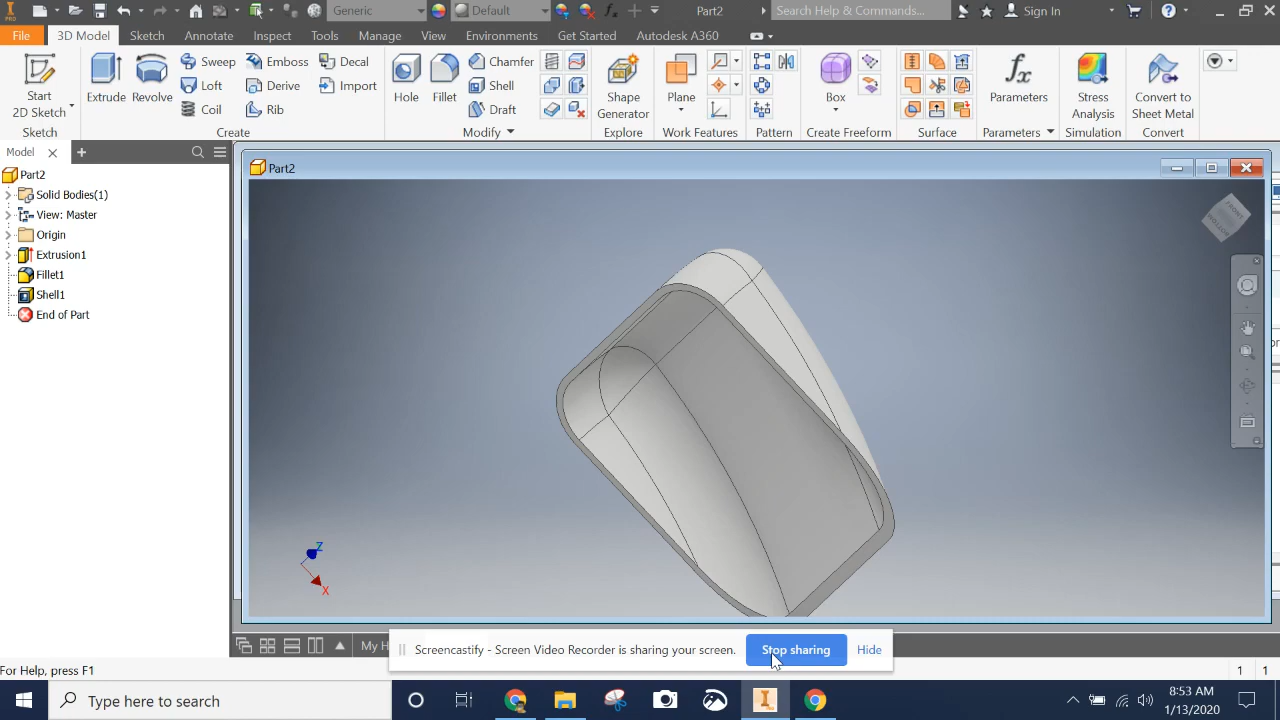 PRO Generic Default Part2 Search Help & Commands... Sign In
File 3D Model Sketch Annotate Inspect Tools Manage View Environments Get Started Autodesk A360
Start
2D Sketch
Extrude Revolve
Sweep Emboss Decal
Loft Derive Import
Coil Rib
Hole Fillet
Chamfer
Shell
Draft
Shape
Generator
Plane
Box
fx
Parameters
Stress
Analysis
Convert to
Sheet Metal
Sketch Create Modify Explore Work Features Pattern Create Freeform Surface Parameters Simulation Convert
Model
Part2
Solid Bodies(1)
View: Master
Origin
Extrusion1
Fillet1
Shell1
End of Part
Part2
FRONT
BOTTOM
Z
X
My H
Screencastify - Screen Video Recorder is sharing your screen. Stop sharing Hide
For Help, press F1 1 1
Type here to search
8:53 AM
1/13/2020